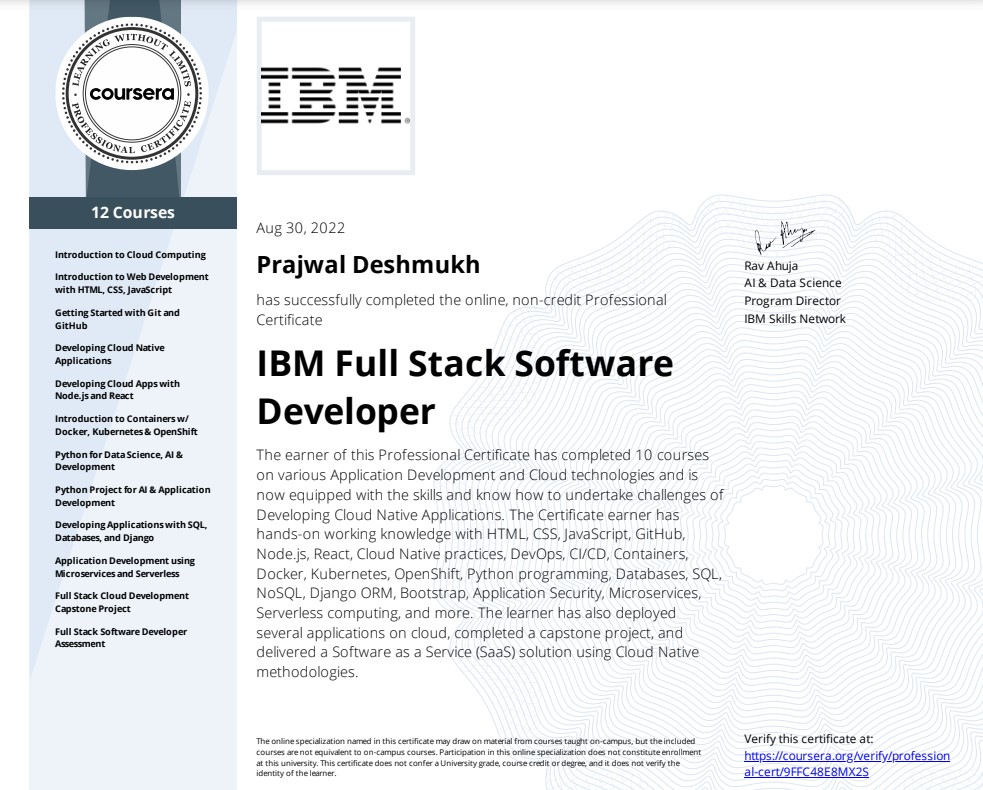 LEARNING WITHOUT LIMITS
coursera
PROFESSIONAL CERTIFICATE
12 Courses
Introduction to Cloud Computing
Introduction to Web Development
with HTML, CSS, JavaScript
Getting Started with Git and
GitHub
Developing Cloud Native
Applications
Developing Cloud Apps with
Node.js and React
Introduction to Containers w/
Docker, Kubernetes & OpenShift
Python for Data Science, AI &
Development
Python Project for AI & Application
Development
Developing Applications with SQL,
Databases, and Django
Application Development using
Microservices and Serverless
Full Stack Cloud Development
Capstone Project
Full Stack Software Developer
Assessment
IBM®
Aug 30, 2022
Prajwal Deshmukh
has successfully completed the online, non-credit Professional
Certificate
IBM Full Stack Software
Developer
The earner of this Professional Certificate has completed 10 courses
on various Application Development and Cloud technologies and is
now equipped with the skills and know how to undertake challenges of
Developing Cloud Native Applications. The Certificate earner has
hands-on working knowledge with HTML, CSS, JavaScript, GitHub,
Node.js, React, Cloud Native practices, DevOps, CI/CD, Containers,
Docker, Kubernetes, OpenShift, Python programming, Databases, SQL,
NoSQL, Django ORM, Bootstrap, Application Security, Microservices,
Serverless computing, and more. The learner has also deployed
several applications on cloud, completed a capstone project, and
delivered a Software as a Service (SaaS) solution using Cloud Native
methodologies.
The online specialization named in this certificate may draw on material from courses taught on-campus, but the included
courses are not equivalent to on-campus courses. Participation in this online specialization does not constitute enrollment
at this university. This certificate does not confer a University grade, course credit or degree, and it does not verify the
identity of the learner.
Rav Ahuja
Rav Ahuja
AI & Data Science
Program Director
IBM Skills Network
Verify this certificate at:
https://coursera.org/verify/profession
al-cert/9FFC48E8MX2S